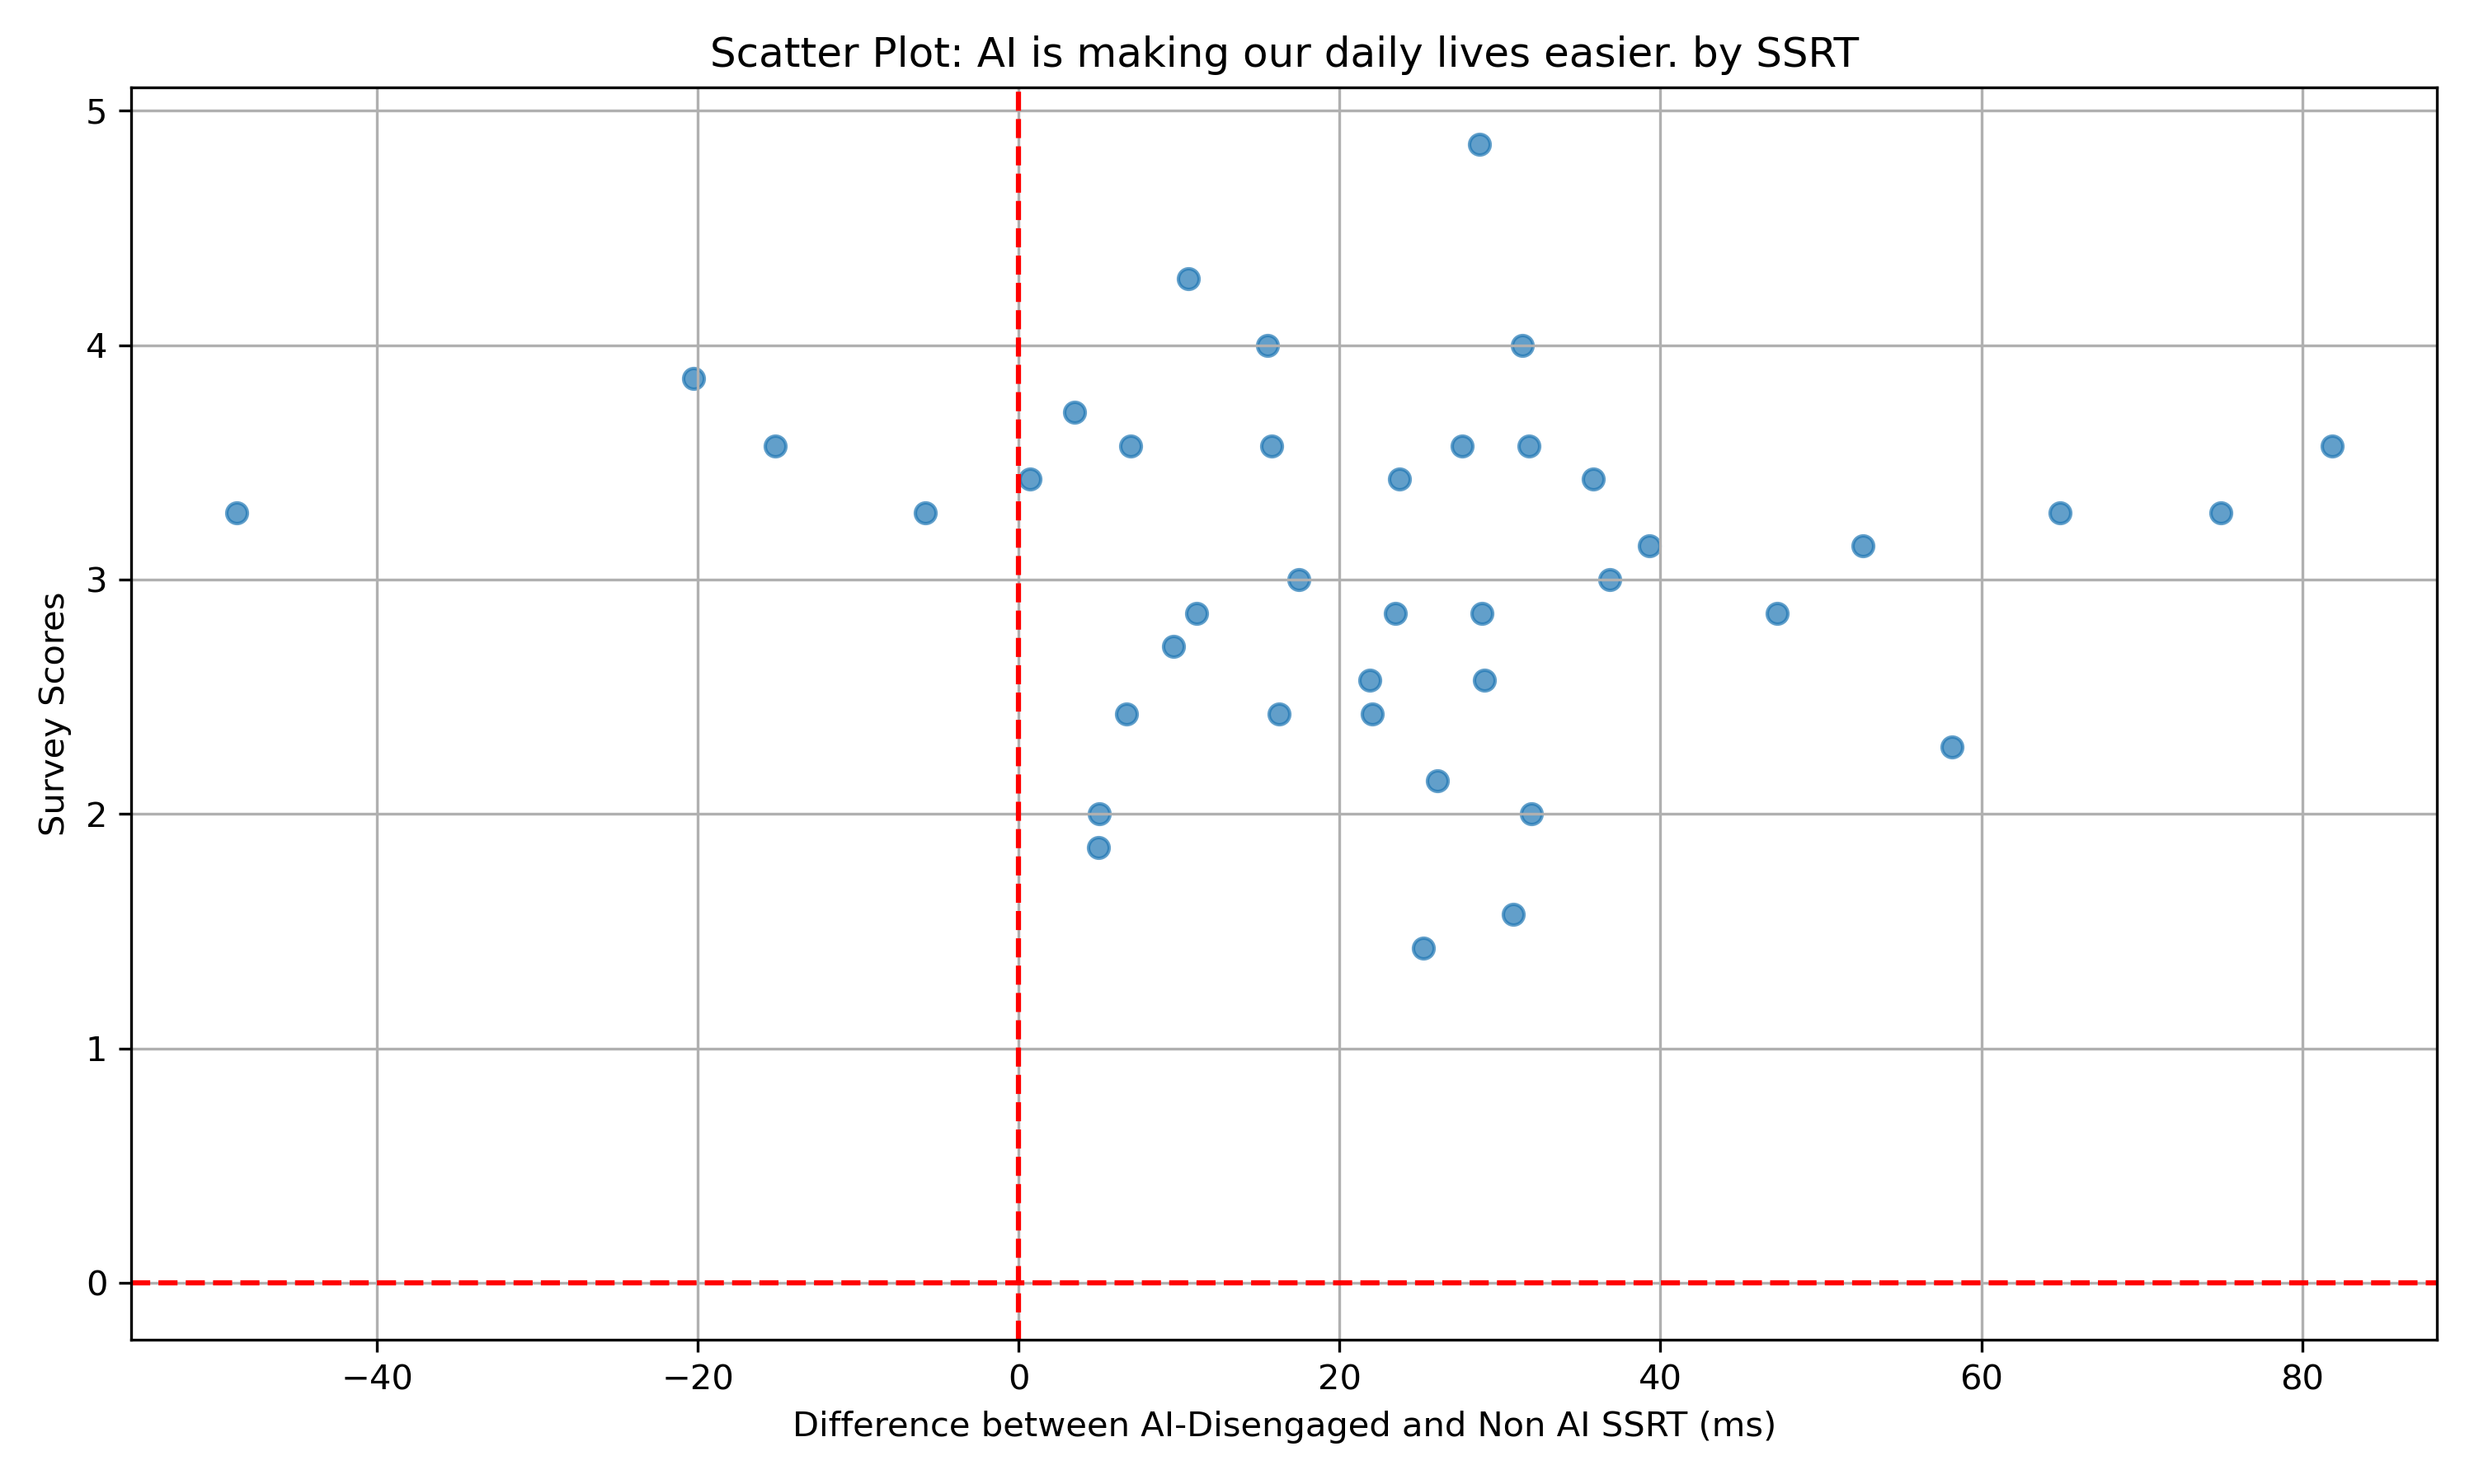 Scatter Plot: AI is making our daily lives easier. by SSRT
5
4
3
2
1
0
Survey Scores
−40 −20 0 20 40 60 80
Difference between AI-Disengaged and Non AI SSRT (ms)